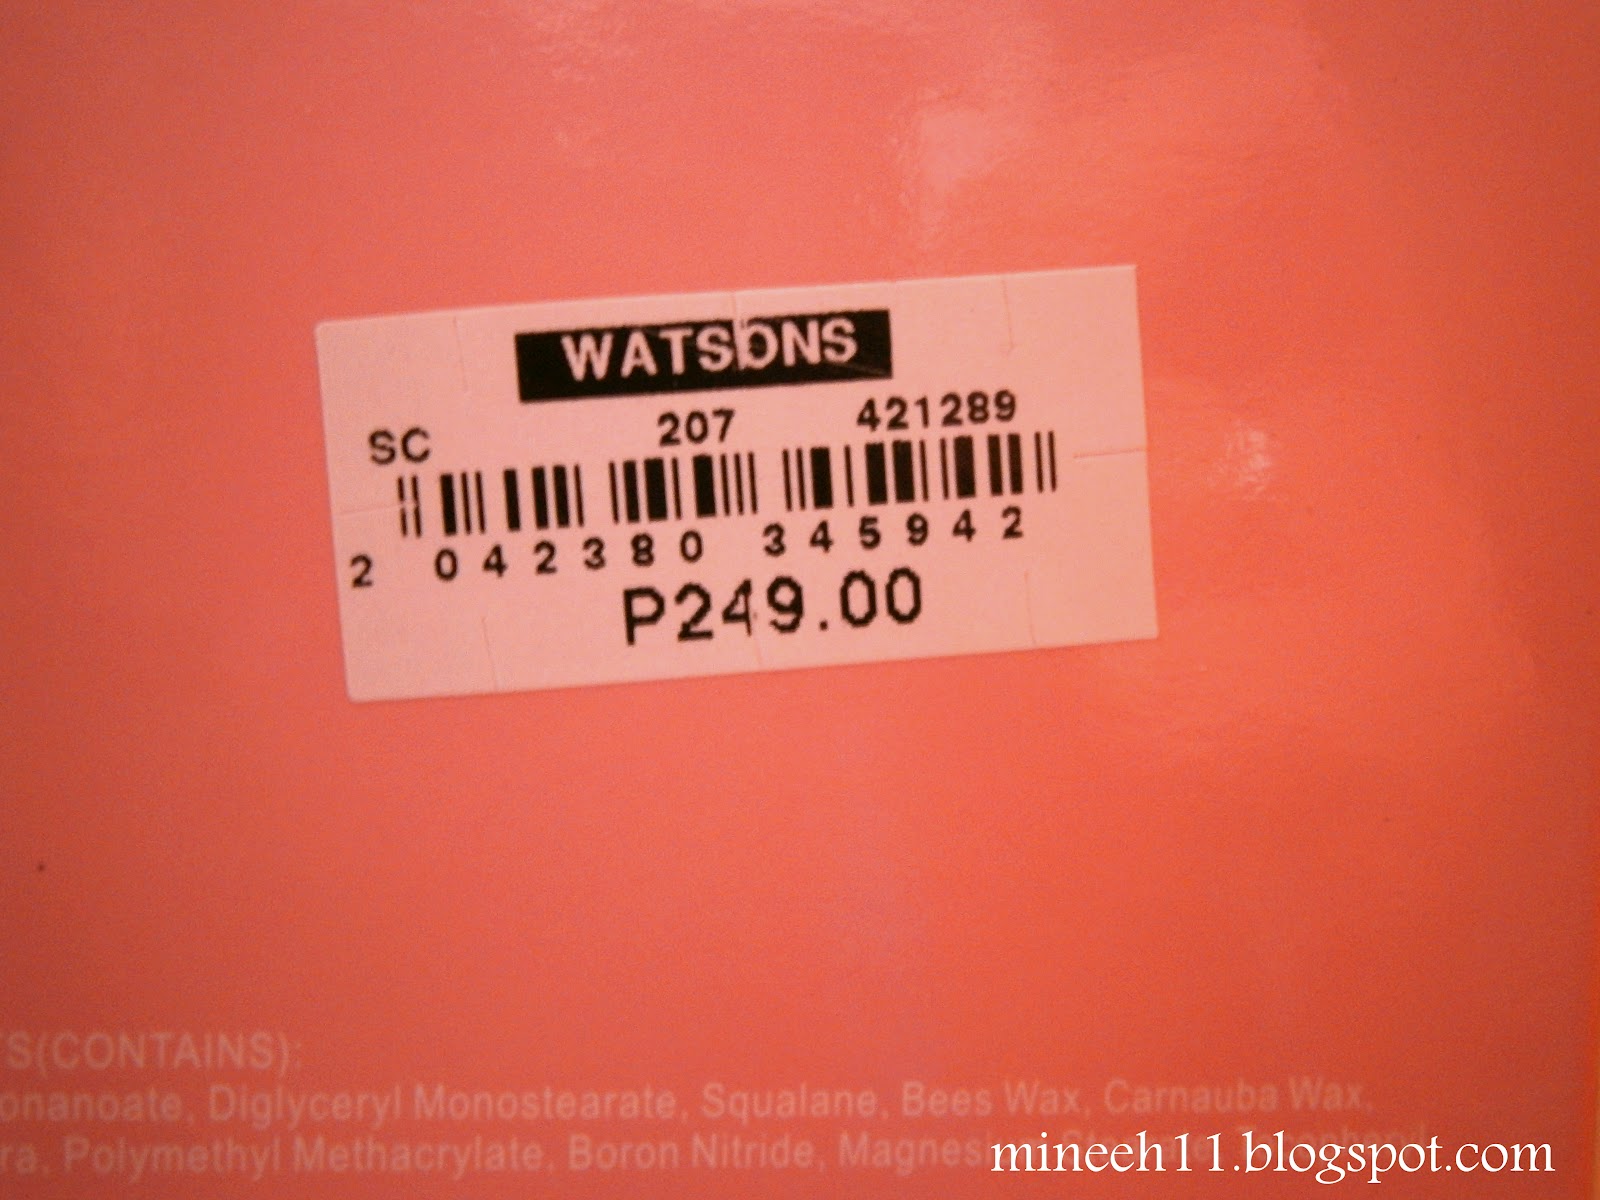 WATSONS
SC 207 421289
2 042380 345942
P249.00
TS(CONTAINS):
onanoate, Diglyceryl Monostearate, Squalane, Bees Wax, Carnauba Wax,
ra, Polymethyl Methacrylate, Boron Nitride,
mineeh11.blogspot.com